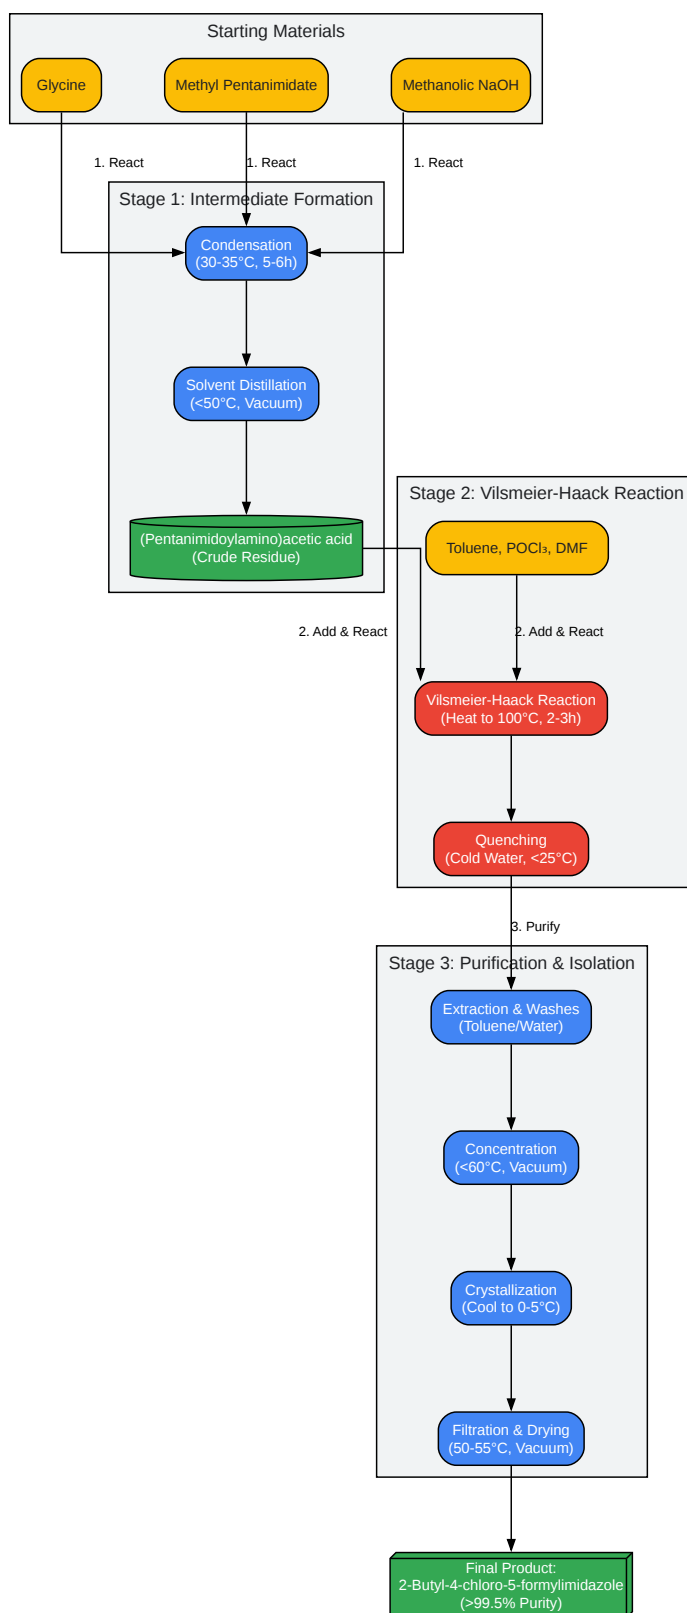 Starting Materials
Glycine
Methyl Pentanimidate
Methanolic NaOH
1. React
1. React
1. React
Stage 1: Intermediate Formation
Condensation
(30-35°C, 5-6h)
Solvent Distillation
(<50°C, Vacuum)
(Pentanimidoylamino)acetic acid
(Crude Residue)
Stage 2: Vilsmeier-Haack Reaction
Toluene, POCl₃, DMF
2. Add & React
2. Add & React
Vilsmeier-Haack Reaction
(Heat to 100°C, 2-3h)
Quenching
(Cold Water, <25°C)
3. Purify
Stage 3: Purification & Isolation
Extraction & Washes
(Toluene/Water)
Concentration
(<60°C, Vacuum)
Crystallization
(Cool to 0-5°C)
Filtration & Drying
(50-55°C, Vacuum)
Final Product:
2-Butyl-4-chloro-5-formylimidazole
(>99.5% Purity)